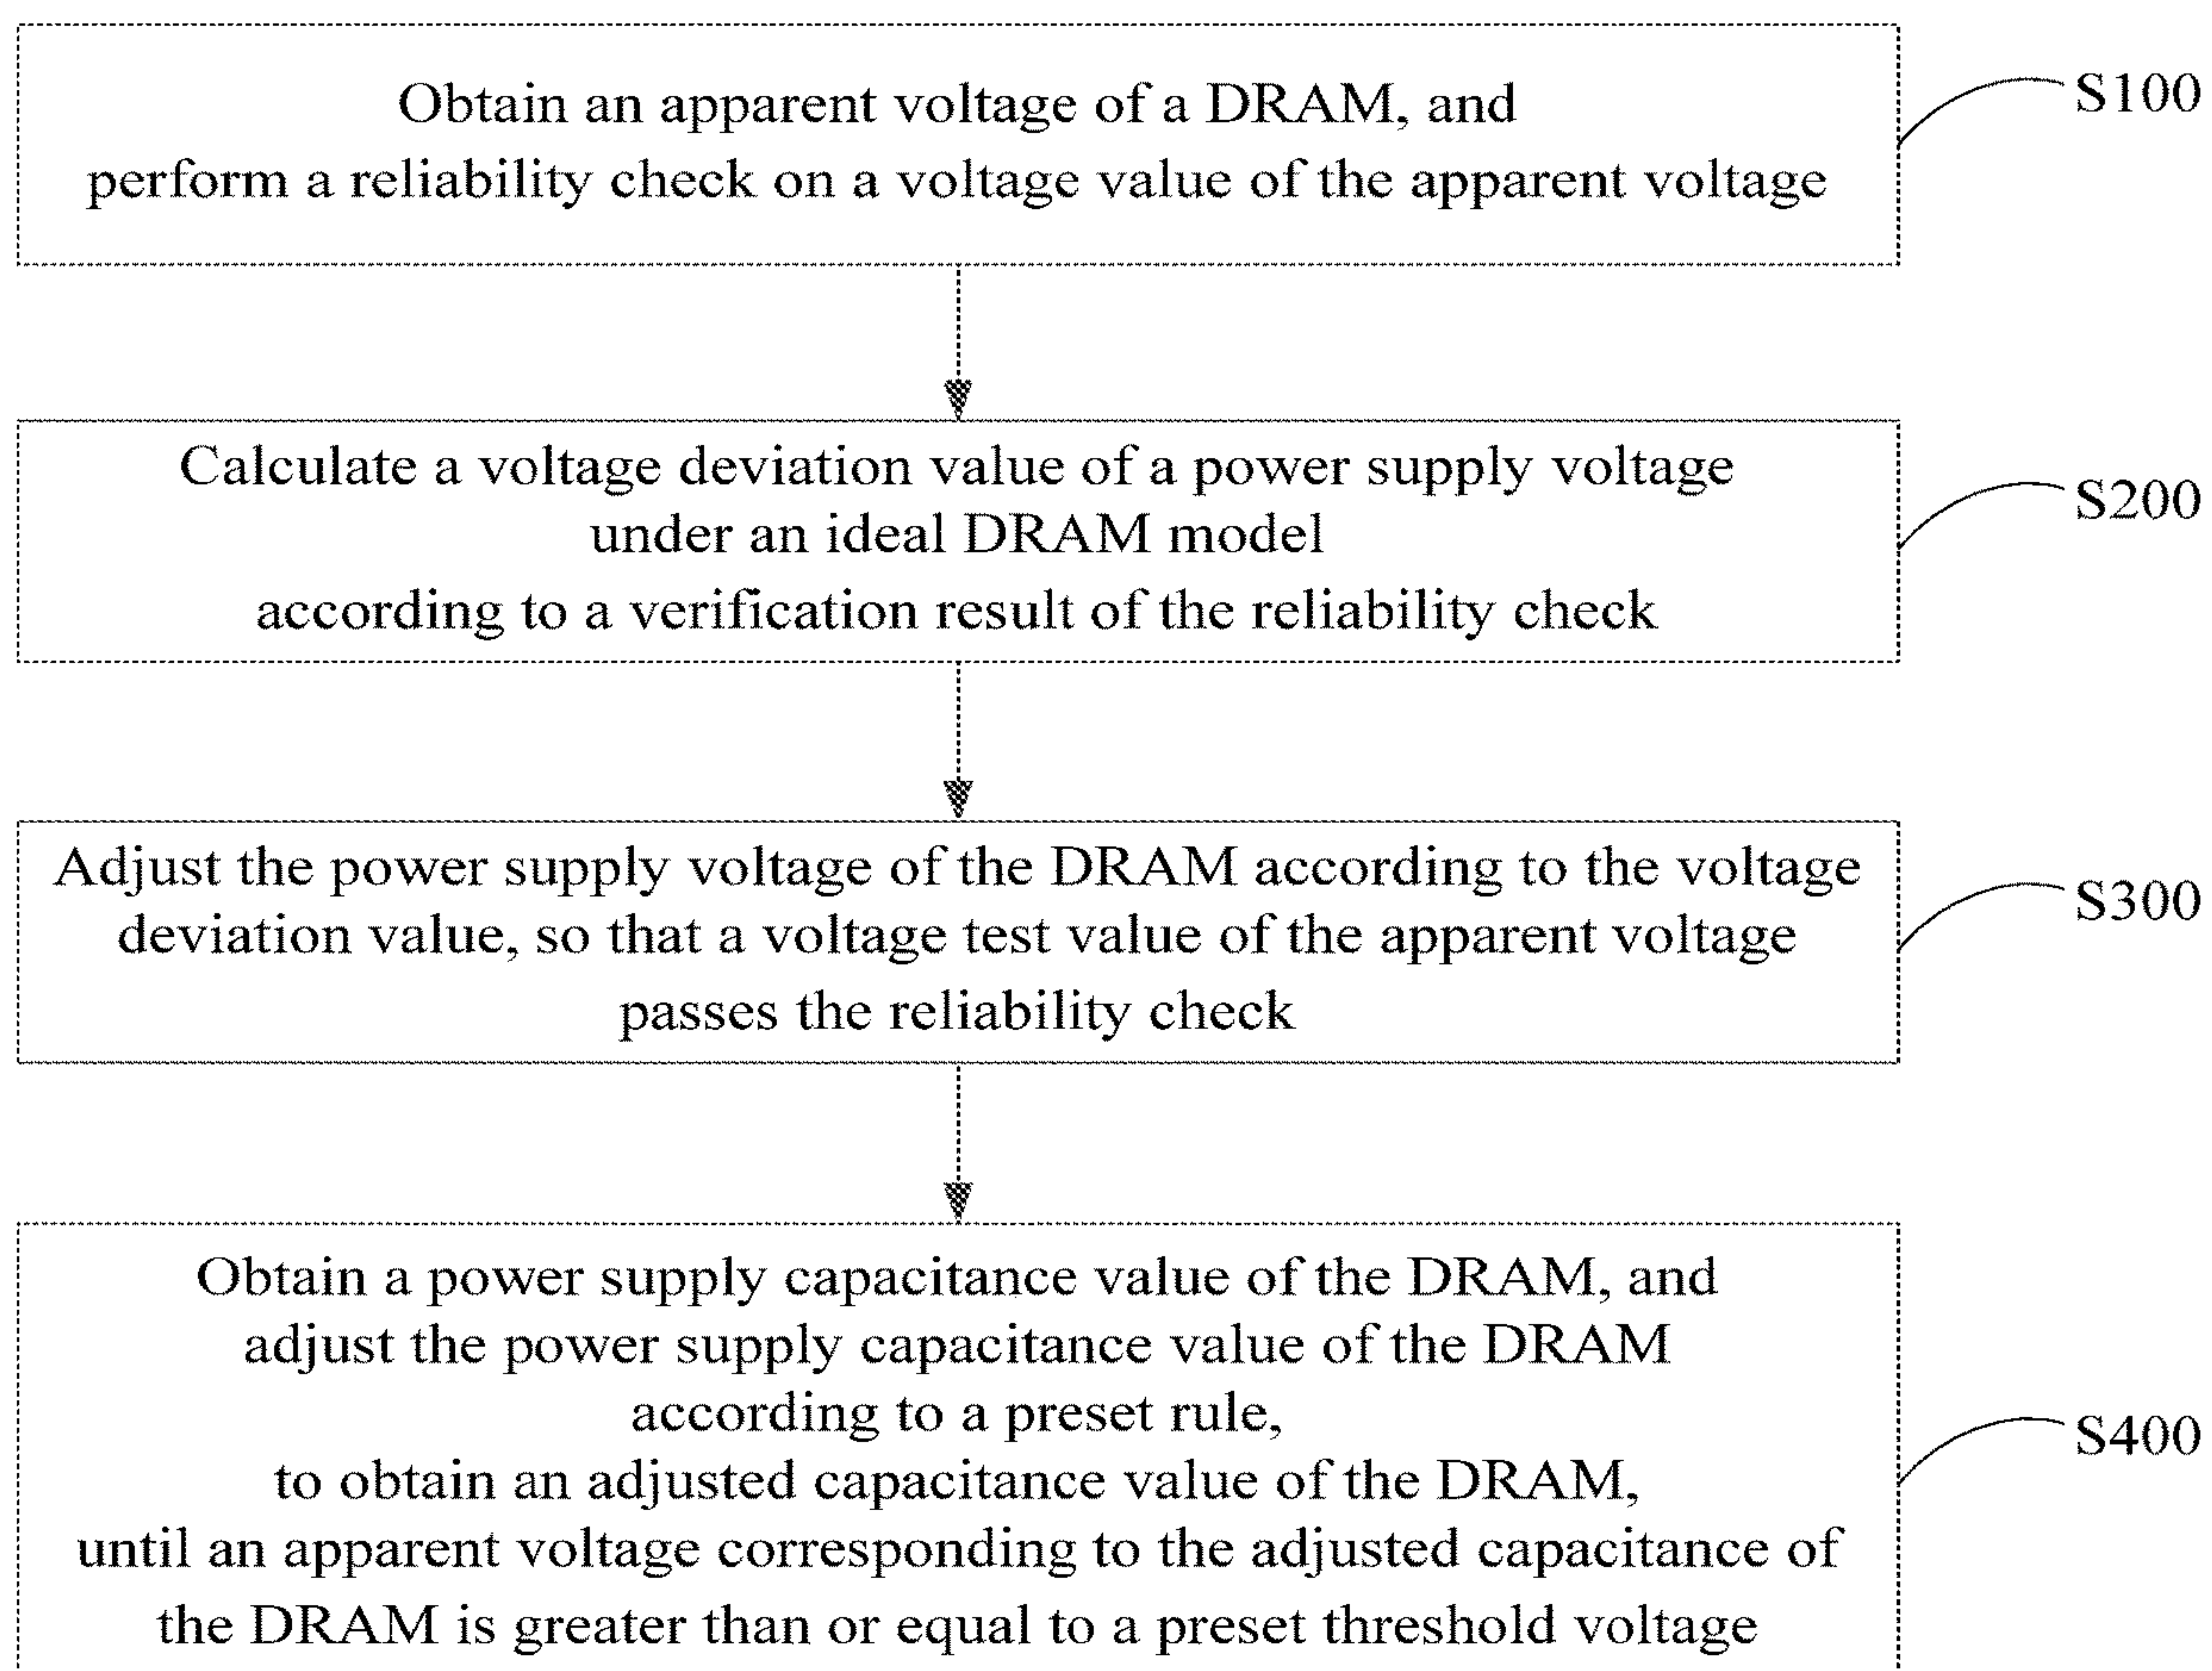 Obtain an apparent voltage of a DRAM, and
perform a reliability check on a voltage value of the apparent voltage
S100
Calculate a voltage deviation value of a power supply voltage
under an ideal DRAM model
according to a verification result of the reliability check
S200
Adjust the power supply voltage of the DRAM according to the voltage
deviation value, so that a voltage test value of the apparent voltage
passes the reliability check
S300
Obtain a power supply capacitance value of the DRAM, and
adjust the power supply capacitance value of the DRAM
according to a preset rule,
to obtain an adjusted capacitance value of the DRAM,
until an apparent voltage corresponding to the adjusted capacitance of
the DRAM is greater than or equal to a preset threshold voltage
S400